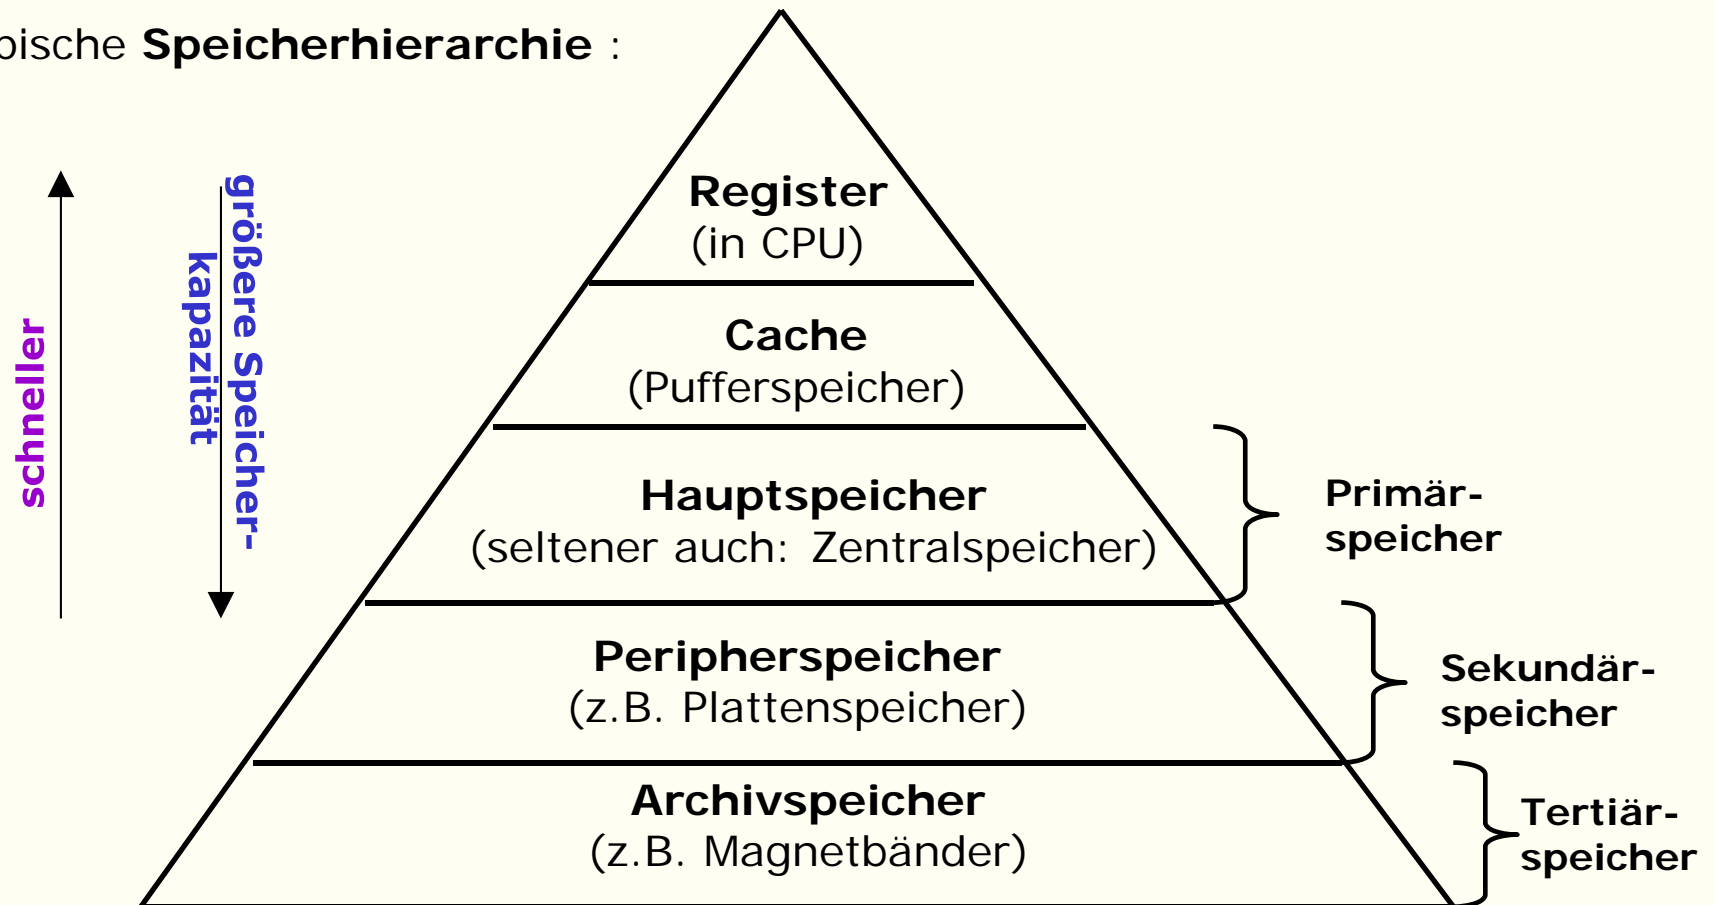 pische Speicherhierarchie :
schneller
größere Speicher-
kapazität
Register
(in CPU)
Cache
(Pufferspeicher)
Hauptspeicher
(seltener auch: Zentralspeicher)
Primär-
speicher
Peripherspeicher
(z.B. Plattenspeicher)
Sekundär-
speicher
Archivspeicher
(z.B. Magnetbänder)
Tertiär-
speicher